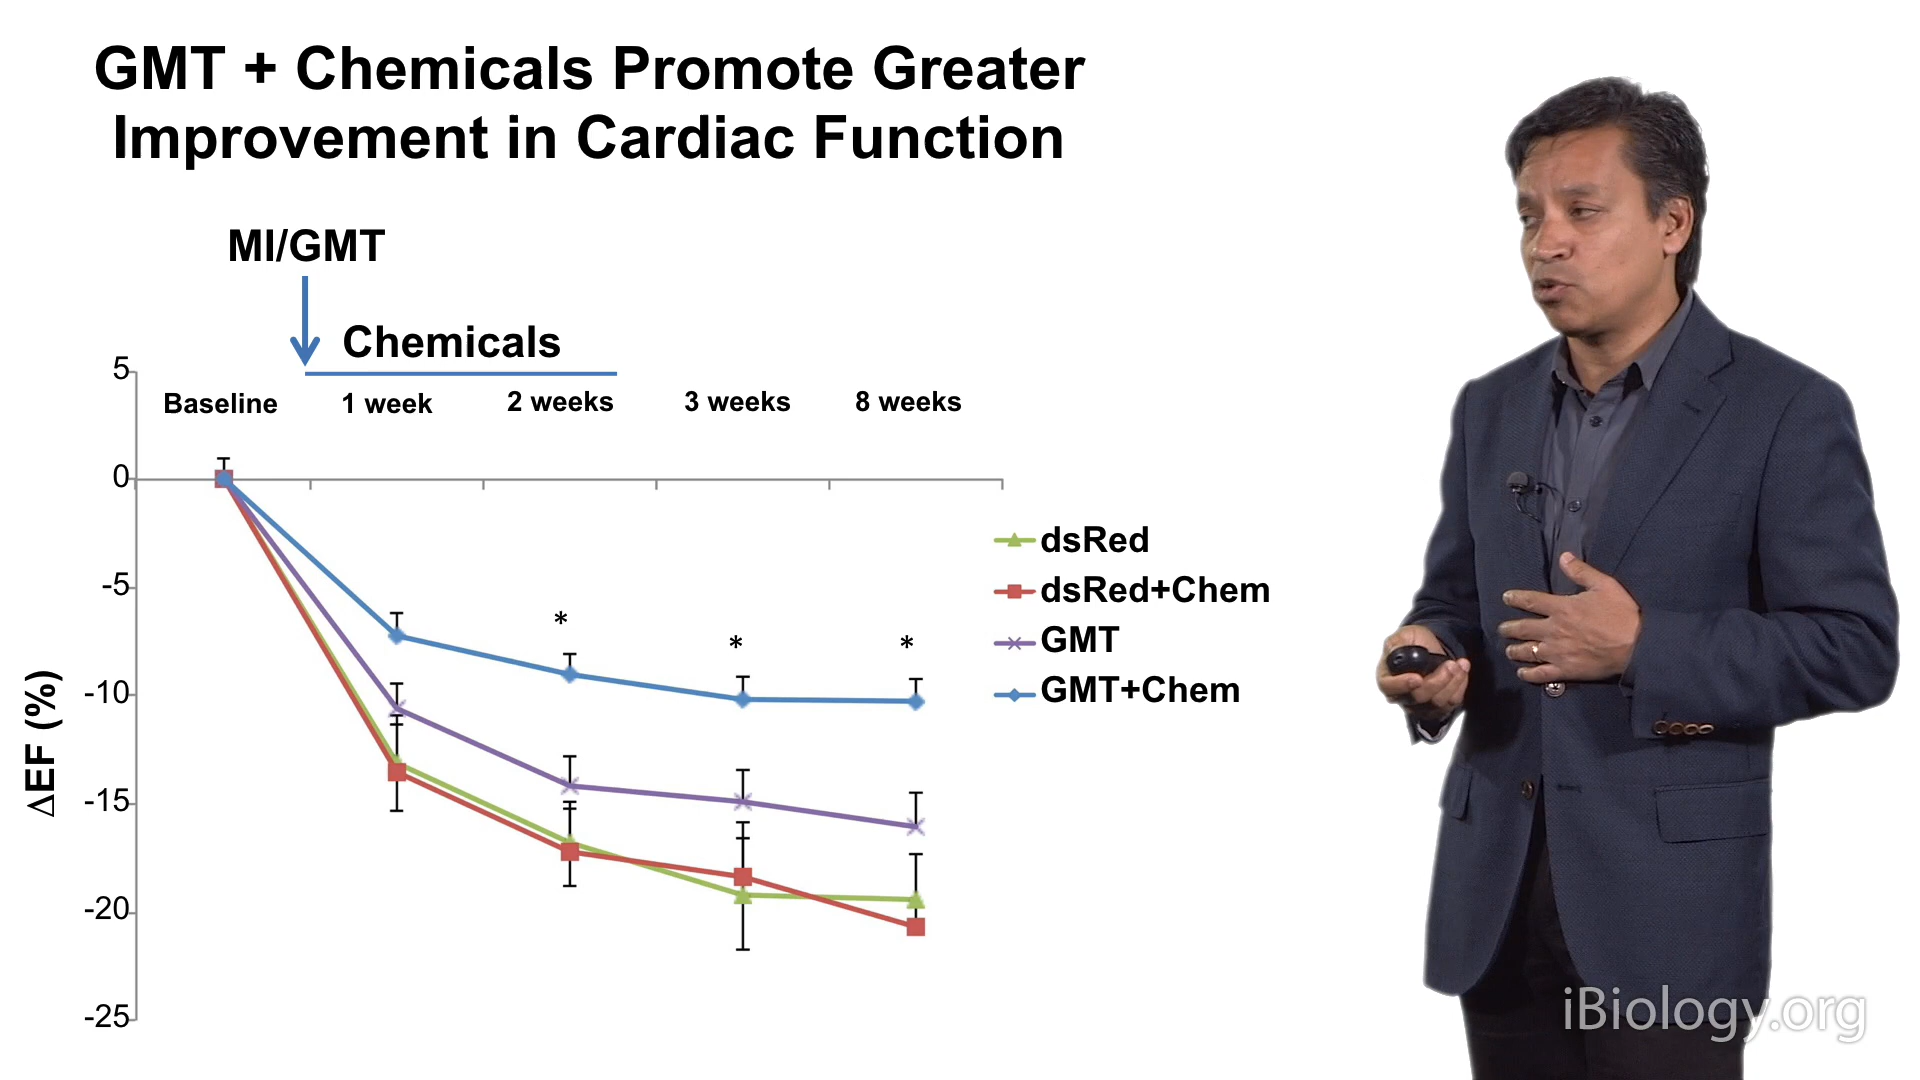 GMT + Chemicals Promote Greater
Improvement in Cardiac Function
MI/GMT
Chemicals
Baseline
1 week
2 weeks
3 weeks
8 weeks
5
0
-5
-10
-15
-20
-25
ΔEF (%)
*
*
*
dsRed
dsRed+Chem
GMT
GMT+Chem
iBiology.org